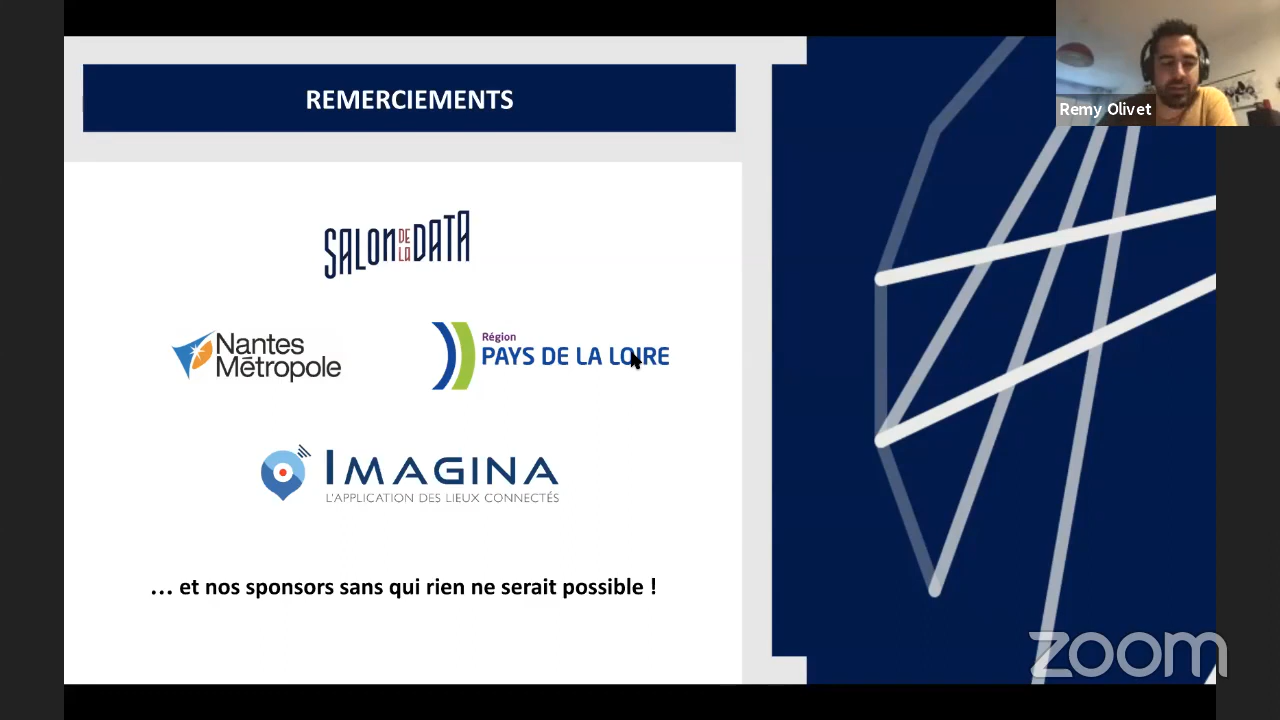 REMERCIEMENTS
Remy Olivet
SALON DE LA DATA
Nantes
Métropole
Région
PAYS DE LA LOIRE
IMAGINA
L'APPLICATION DES LIEUX CONNECTÉS
... et nos sponsors sans qui rien ne serait possible !
zoom